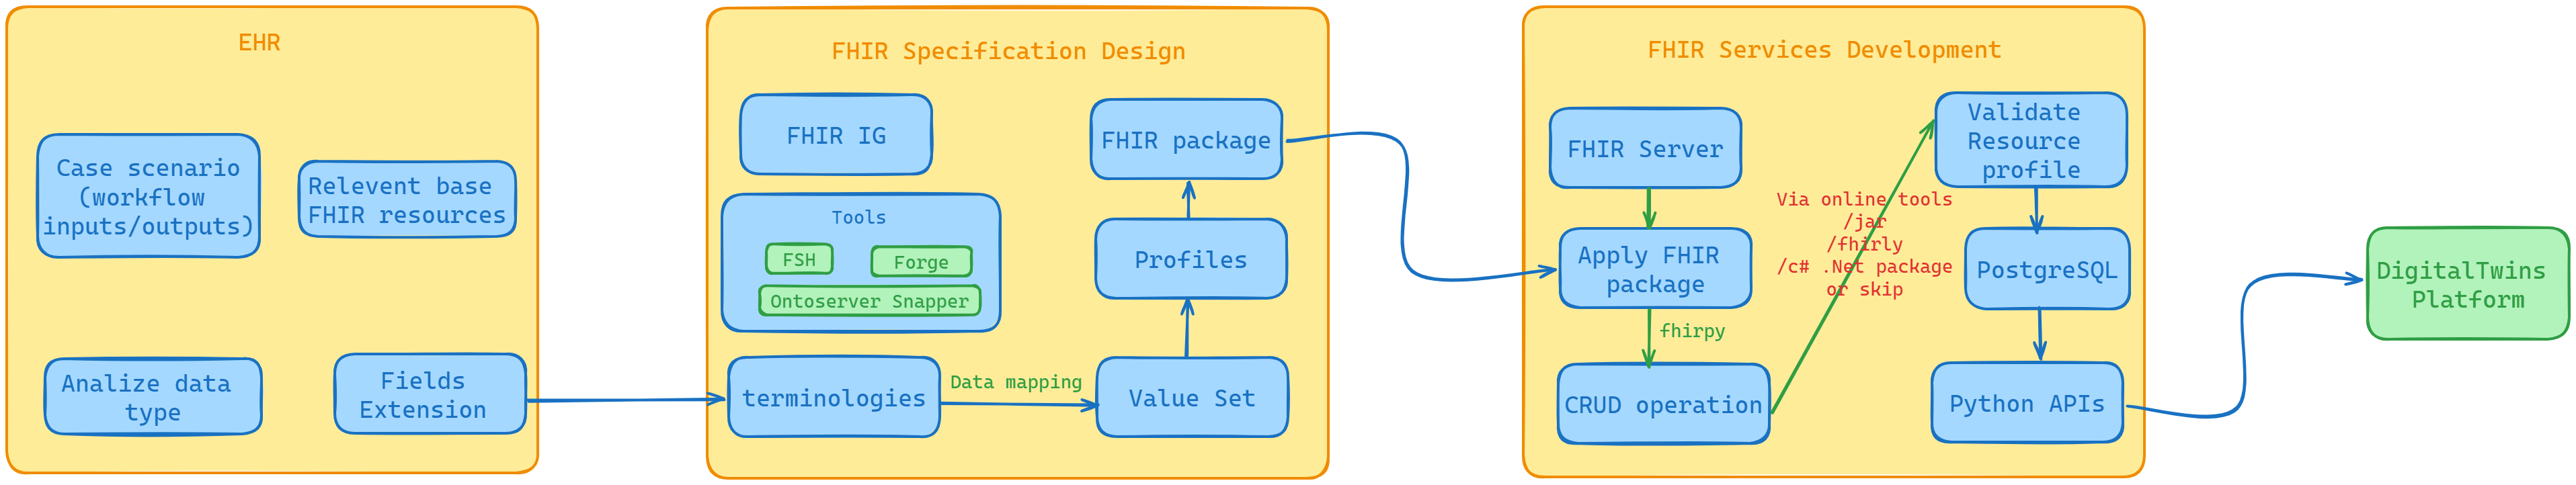 EHR
Case scenario
(workflow
inputs/outputs)
Relevent base
FHIR resources
Analize data
type
Fields
Extension
FHIR Specification Design
FHIR IG
Tools
FSH
Forge
Ontoserver Snapper
terminologies
Data mapping
Value Set
Profiles
FHIR package
FHIR Services Development
FHIR Server
Apply FHIR
package
fhirpy
CRUD operation
Via online tools
/jar
/fhirly
/c# .Net package
or skip
Validate
Resource
profile
PostgreSQL
Python APIs
DigitalTwins
Platform